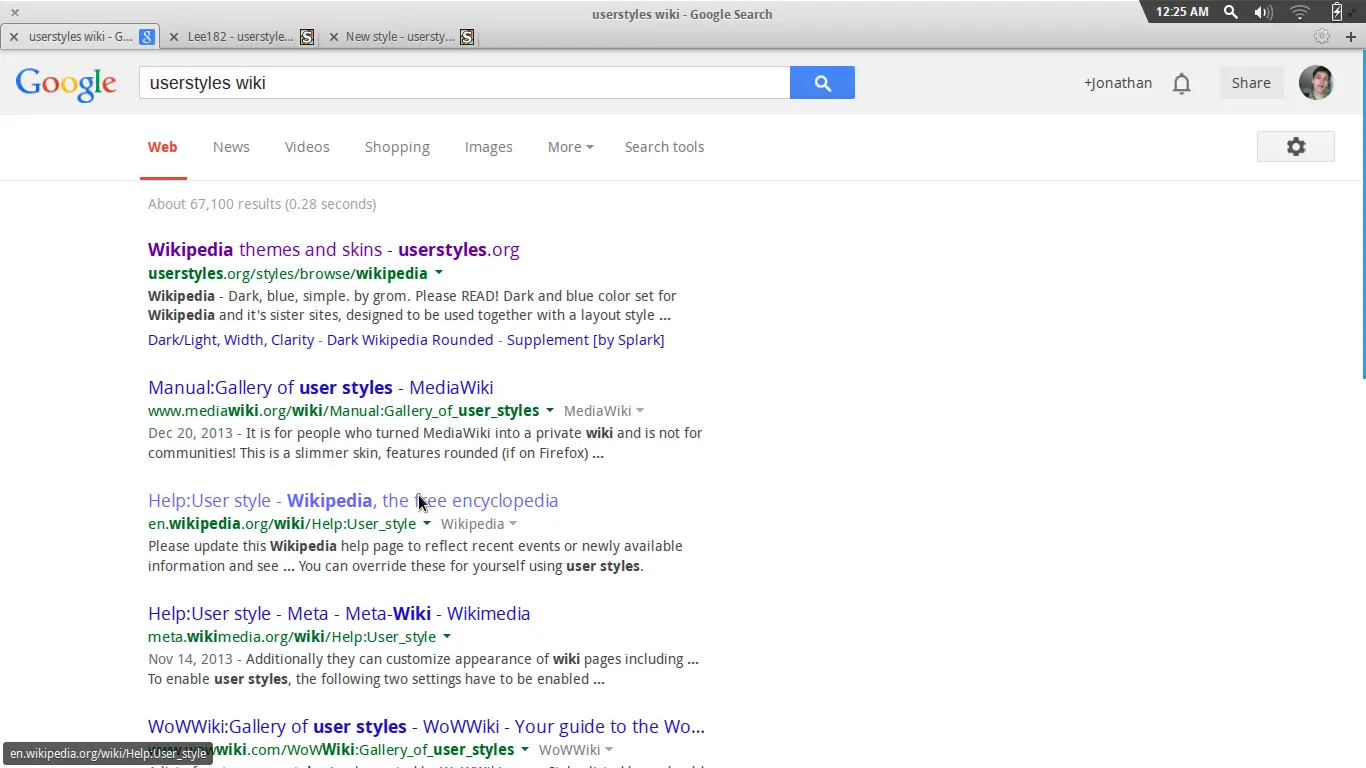 userstyles wiki - Google Search
12:25 AM
userstyles wiki - G...
Lee182 - userstyle...
New style - usersty...
Google
userstyles wiki
+Jonathan
Share
Web News Videos Shopping Images More Search tools
About 67,100 results (0.28 seconds)
Wikipedia themes and skins - userstyles.org
userstyles.org/styles/browse/wikipedia
Wikipedia - Dark, blue, simple. by grom. Please READ! Dark and blue color set for
Wikipedia and it's sister sites, designed to be used together with a layout style ...
Dark/Light, Width, Clarity - Dark Wikipedia Rounded - Supplement [by Splark]
Manual:Gallery of user styles - MediaWiki
www.mediawiki.org/wiki/Manual:Gallery_of_user_styles MediaWiki
Dec 20, 2013 - It is for people who turned MediaWiki into a private wiki and is not for
communities! This is a slimmer skin, features rounded (if on Firefox) ...
Help:User style - Wikipedia, the free encyclopedia
en.wikipedia.org/wiki/Help:User_style Wikipedia
Please update this Wikipedia help page to reflect recent events or newly available
information and see ... You can override these for yourself using user styles.
Help:User style - Meta - Meta-Wiki - Wikimedia
meta.wikimedia.org/wiki/Help:User_style
Nov 14, 2013 - Additionally they can customize appearance of wiki pages including ...
To enable user styles, the following two settings have to be enabled ...
WoWWiki:Gallery of user styles - WoWWiki - Your guide to the Wo...
wiki.com/WoWWiki:Gallery_of_user_styles WoWWiki
en.wikipedia.org/wiki/Help:User_style